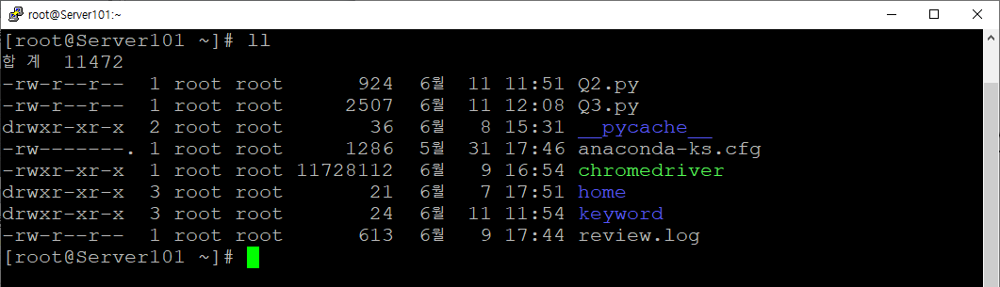 root@Server101:~
[root@Server101 ~]# ll
합계 11472
-rw-r--r--  1 root root      924  6월  11 11:51 Q2.py
-rw-r--r--  1 root root     2507  6월  11 12:08 Q3.py
drwxr-xr-x  2 root root       36  6월   8 15:31 __pycache__
-rw-------. 1 root root     1286  5월  31 17:46 anaconda-ks.cfg
-rwxr-xr-x  1 root root 11728112  6월   9 16:54 chromedriver
drwxr-xr-x  3 root root       21  6월   7 17:51 home
drwxr-xr-x  3 root root       24  6월  11 11:54 keyword
-rw-r--r--  1 root root      613  6월   9 17:44 review.log
[root@Server101 ~]#